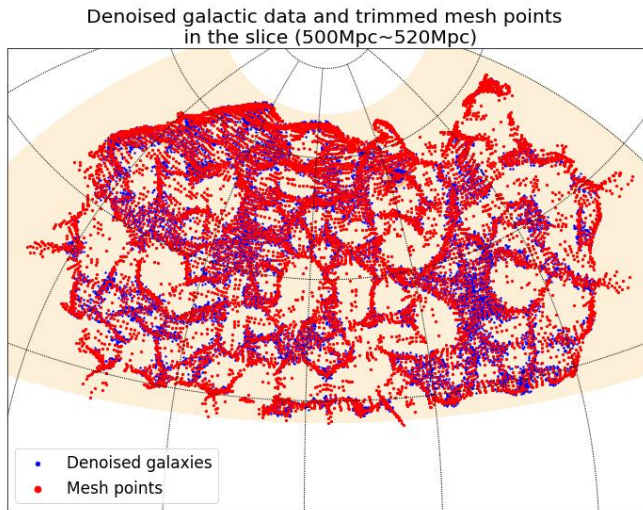 Denoised galactic data and trimmed mesh points
in the slice (500Mpc~520Mpc)
Denoised galaxies
Mesh points